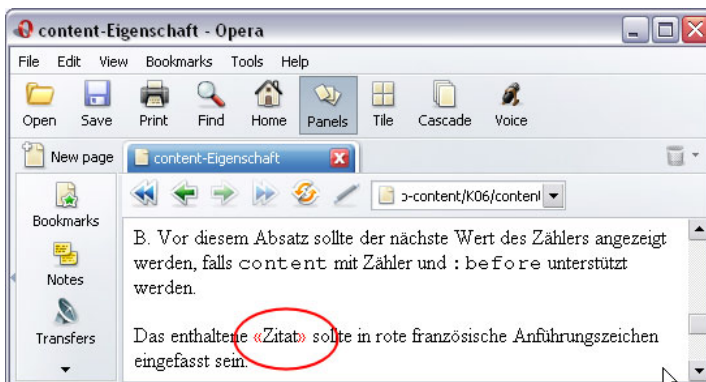 content-Eigenschaft - Opera
File Edit View Bookmarks Tools Help
Open Save Print Find Home Panels Tile Cascade Voice
New page content-Eigenschaft
Bookmarks
Notes
Transfers
ɔ-content/K06/contenl
B. Vor diesem Absatz sollte der nächste Wert des Zählers angezeigt
werden, falls content mit Zähler und :before unterstützt
werden.
Das enthaltene «Zitat» sollte in rote französische Anführungszeichen
eingefasst sein.